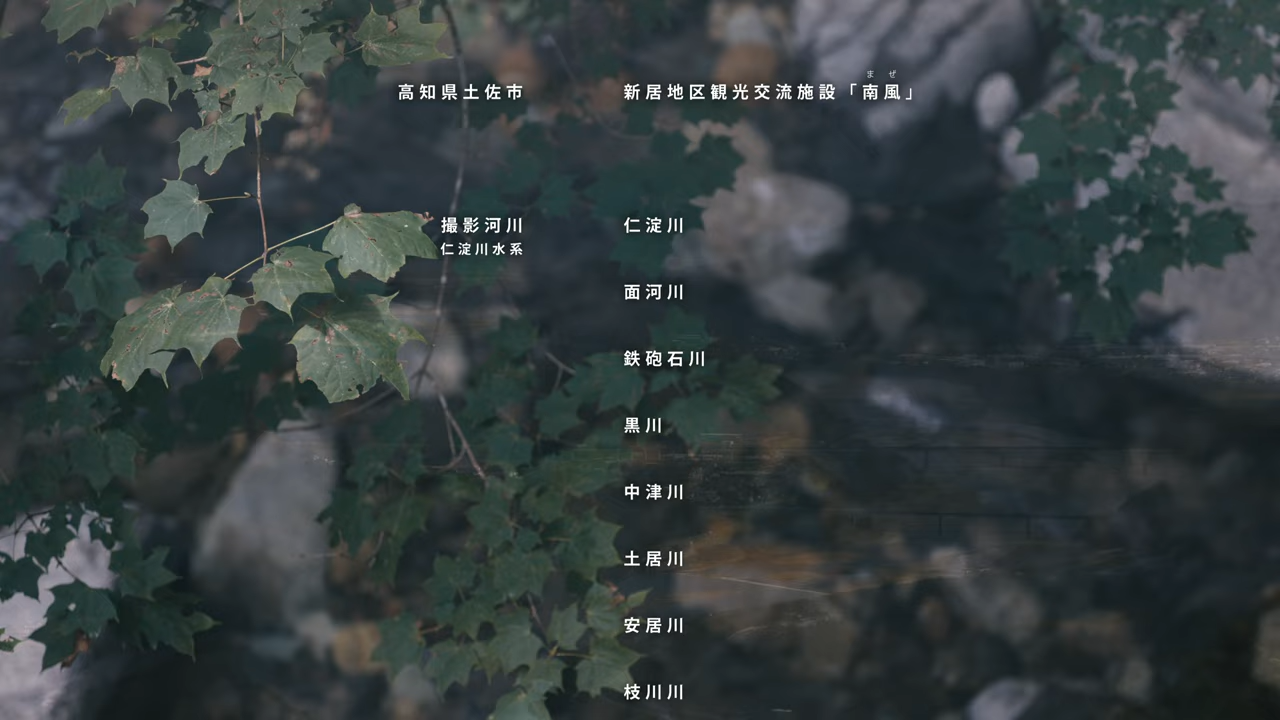 高知県土佐市 新居地区観光交流施設「南風」
まぜ
撮影河川 仁淀川
仁淀川水系
面河川
鉄砲石川
黒川
中津川
土居川
安居川
枝川川